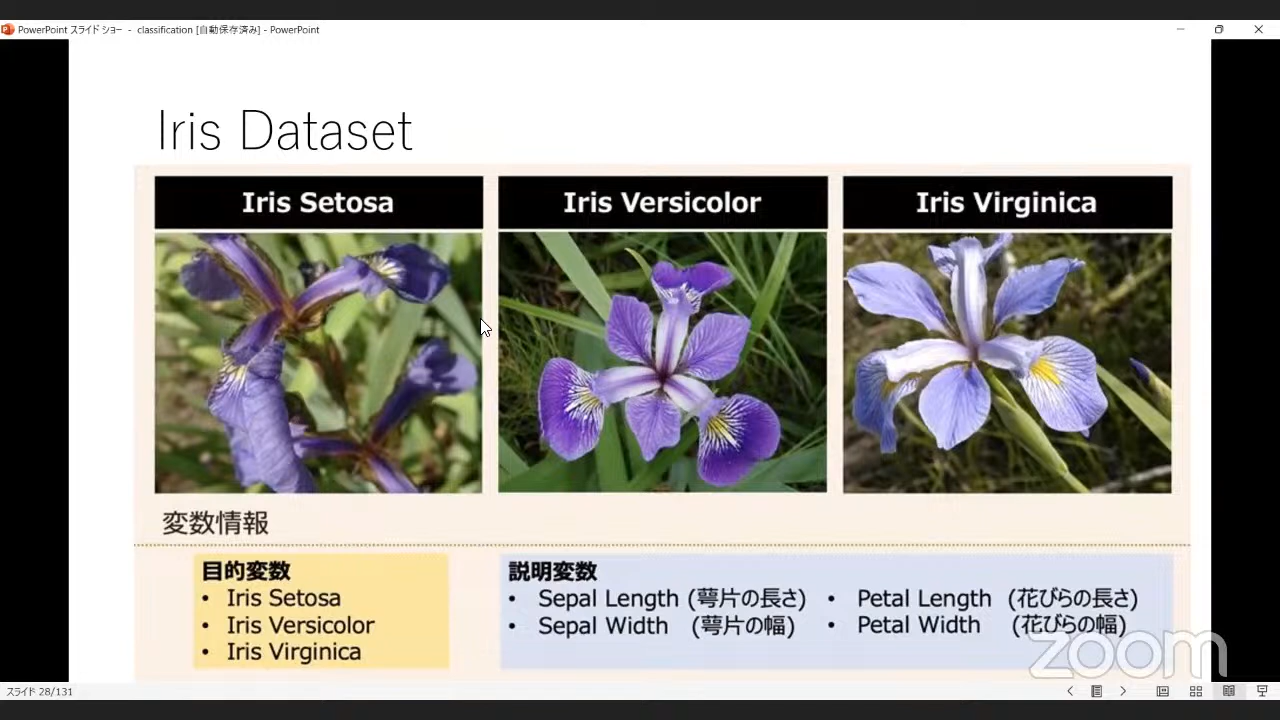 PowerPoint スライド ショー - classification [自動保存済み] - PowerPoint
Iris Dataset
Iris Setosa
Iris Versicolor
Iris Virginica
変数情報
目的変数
• Iris Setosa
• Iris Versicolor
• Iris Virginica
説明変数
• Sepal Length (萼片の長さ)
• Sepal Width (萼片の幅)
• Petal Length (花びらの長さ)
• Petal Width (花びらの幅)
zoom
スライド 28/131